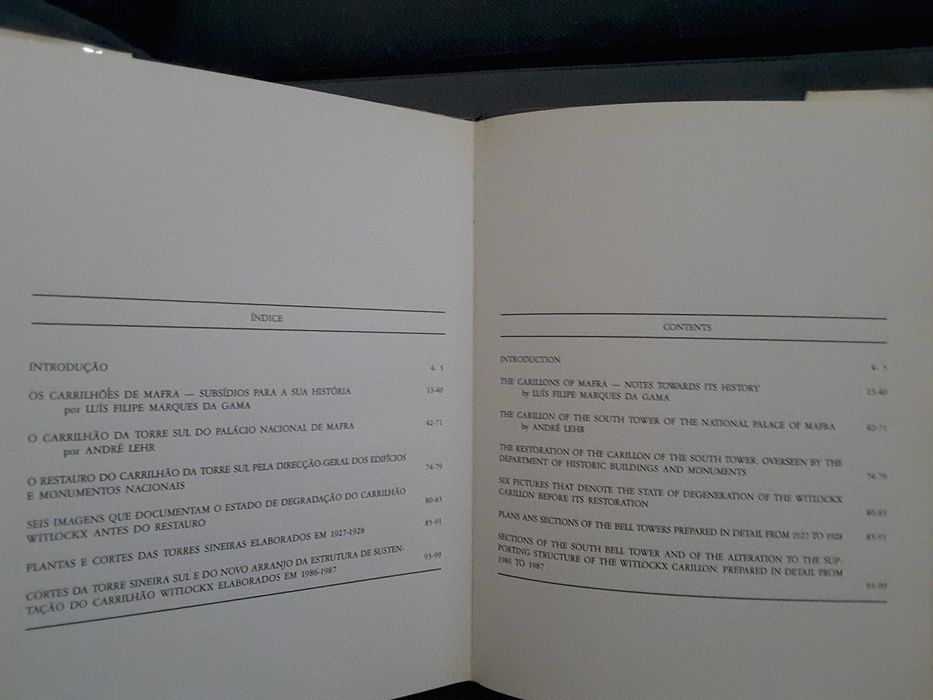 ÍNDICE
INTRODUÇÃO 4- 5
OS CARRILHÕES DE MAFRA — SUBSÍDIOS PARA A SUA HISTÓRIA 13-40
por LUÍS FILIPE MARQUES DA GAMA
O CARRILHÃO DA TORRE SUL DO PALÁCIO NACIONAL DE MAFRA 42-71
por ANDRÉ LEHR
O RESTAURO DO CARRILHÃO DA TORRE SUL PELA DIRECÇÃO-GERAL DOS EDIFÍCIOS 74-79
E MONUMENTOS NACIONAIS
SEIS IMAGENS QUE DOCUMENTAM O ESTADO DE DEGRADAÇÃO DO CARRILHÃO 80-83
WITLOCKX ANTES DO RESTAURO
PLANTAS E CORTES DAS TORRES SINEIRAS ELABORADOS EM 1927-1928 85-91
CORTES DA TORRE SINEIRA SUL E DO NOVO ARRANJO DA ESTRUTURA DE SUSTEN- 93-99
TAÇÃO DO CARRILHÃO WITLOCKX ELABORADOS EM 1986-1987
CONTENTS
INTRODUCTION 4- 5
THE CARILLONS OF MAFRA — NOTES TOWARDS ITS HISTORY 13-40
by LUÍS FILIPE MARQUES DA GAMA
THE CARILLON OF THE SOUTH TOWER OF THE NATIONAL PALACE OF MAFRA 42-71
by ANDRÉ LEHR
THE RESTORATION OF THE CARILLON OF THE SOUTH TOWER, OVERSEEN BY THE
DEPARTMENT OF HISTORIC BUILDINGS AND MONUMENTS 74-79
SIX PICTURES THAT DENOTE THE STATE OF DEGENERATION OF THE WITLOCKX
CARILLON BEFORE ITS RESTORATION 80-83
PLANS ANS SECTIONS OF THE BELL TOWERS PREPARED IN DETAIL FROM 1927 TO 1928 85-91
SECTIONS OF THE SOUTH BELL TOWER AND OF THE ALTERATION TO THE SUP-
PORTING STRUCTURE OF THE WITLOCKX CARILLON, PREPARED IN DETAIL FROM
1986 TO 1987 93-99